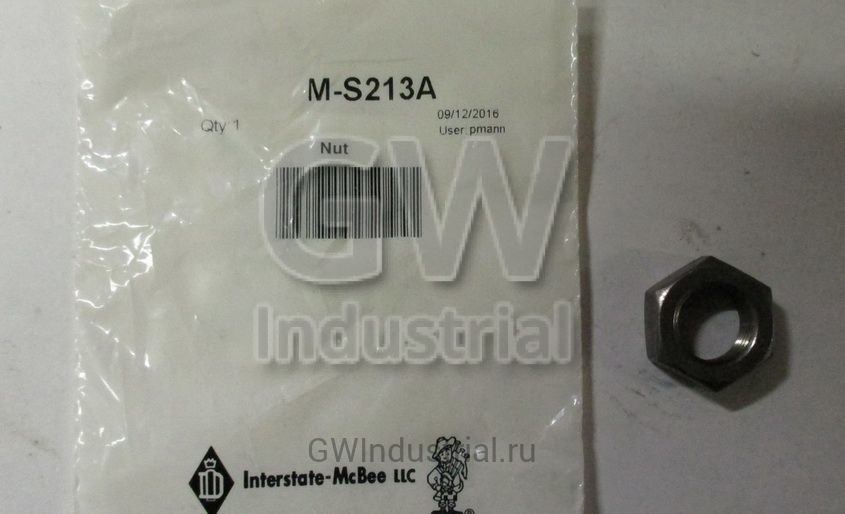 M-S213A
09/12/2016
Qty 1
User: pmann
Nut
GW
Industrial
GWIndustrial.ru
Interstate-McBee LLC